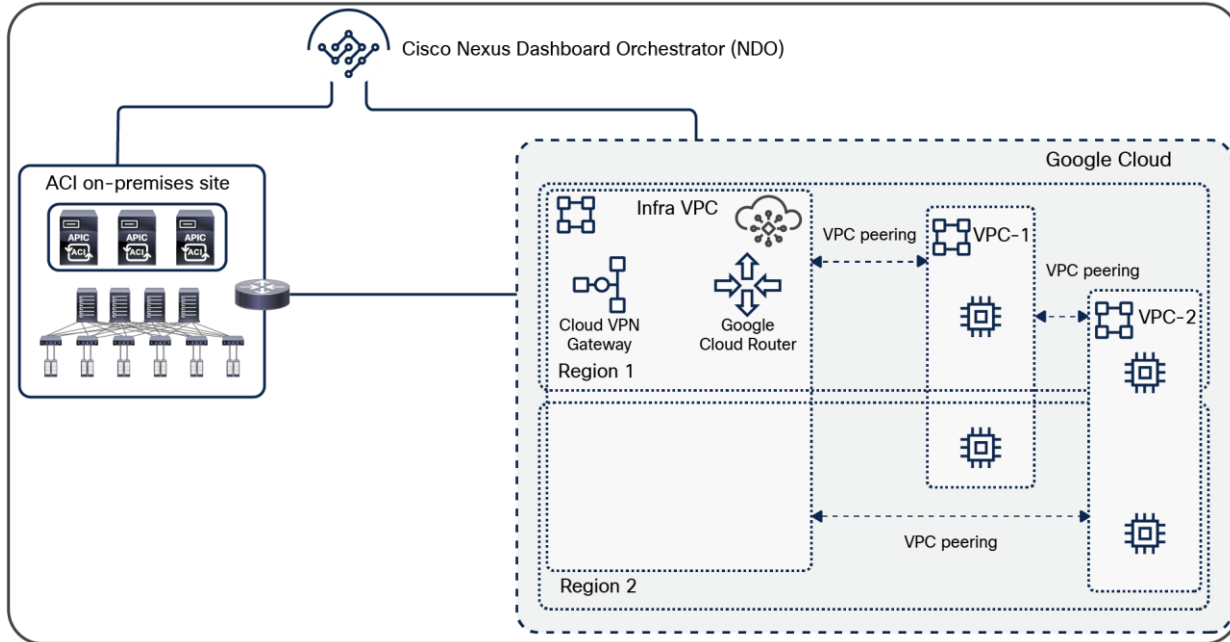 Cisco Nexus Dashboard Orchestrator (NDO)
ACI on-premises site
APIC
APIC
APIC
ACI
ACI
ACI
Google Cloud
Infra VPC
VPC peering
VPC-1
VPC peering
VPC-2
Cloud VPN
Gateway
Google
Cloud Router
Region 1
VPC peering
Region 2